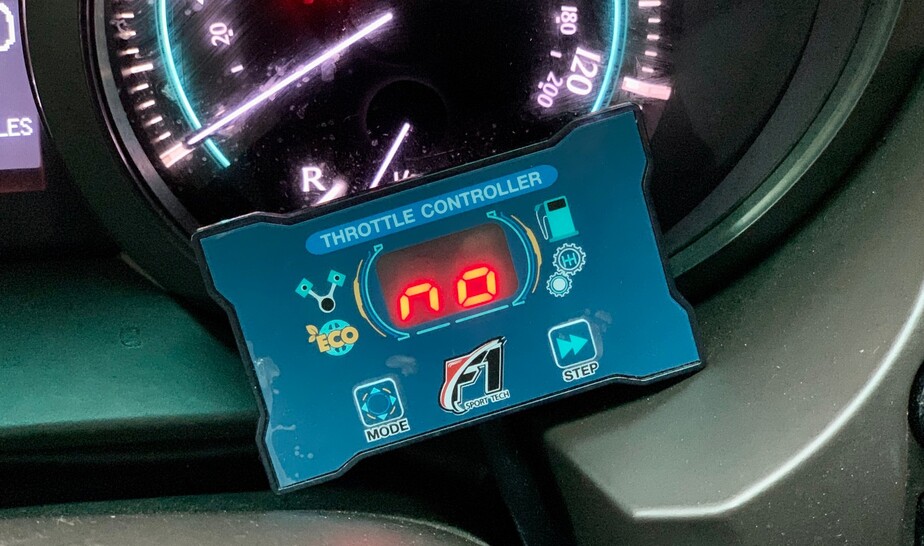 20
180
120
200
LES
R
THROTTLE CONTROLLER
no
ECO
F1
SPORT TECH
STEP
MODE